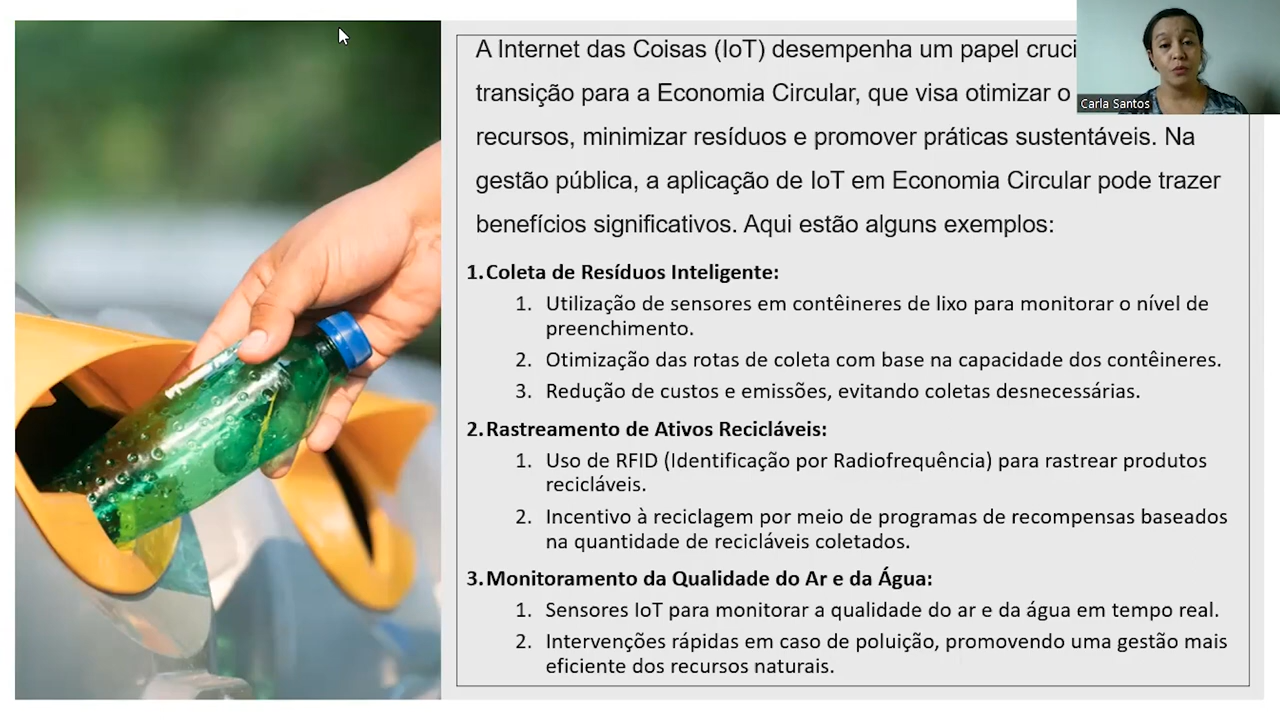 A Internet das Coisas (IoT) desempenha um papel
transição para a Economia Circular, que visa otimizar o
recursos, minimizar resíduos e promover práticas sustentáveis. Na
gestão pública, a aplicação de IoT em Economia Circular pode trazer
benefícios significativos. Aqui estão alguns exemplos:
Carla Santos
1. Coleta de Resíduos Inteligente:
1. Utilização de sensores em contêineres de lixo para monitorar o nível de
preenchimento.
2. Otimização das rotas de coleta com base na capacidade dos contêineres.
3. Redução de custos e emissões, evitando coletas desnecessárias.
2. Rastreamento de Ativos Recicláveis:
1. Uso de RFID (Identificação por Radiofrequência) para rastrear produtos
recicláveis.
2. Incentivo à reciclagem por meio de programas de recompensas baseados
na quantidade de recicláveis coletados.
3. Monitoramento da Qualidade do Ar e da Água:
1. Sensores IoT para monitorar a qualidade do ar e da água em tempo real.
2. Intervenções rápidas em caso de poluição, promovendo uma gestão mais
eficiente dos recursos naturais.